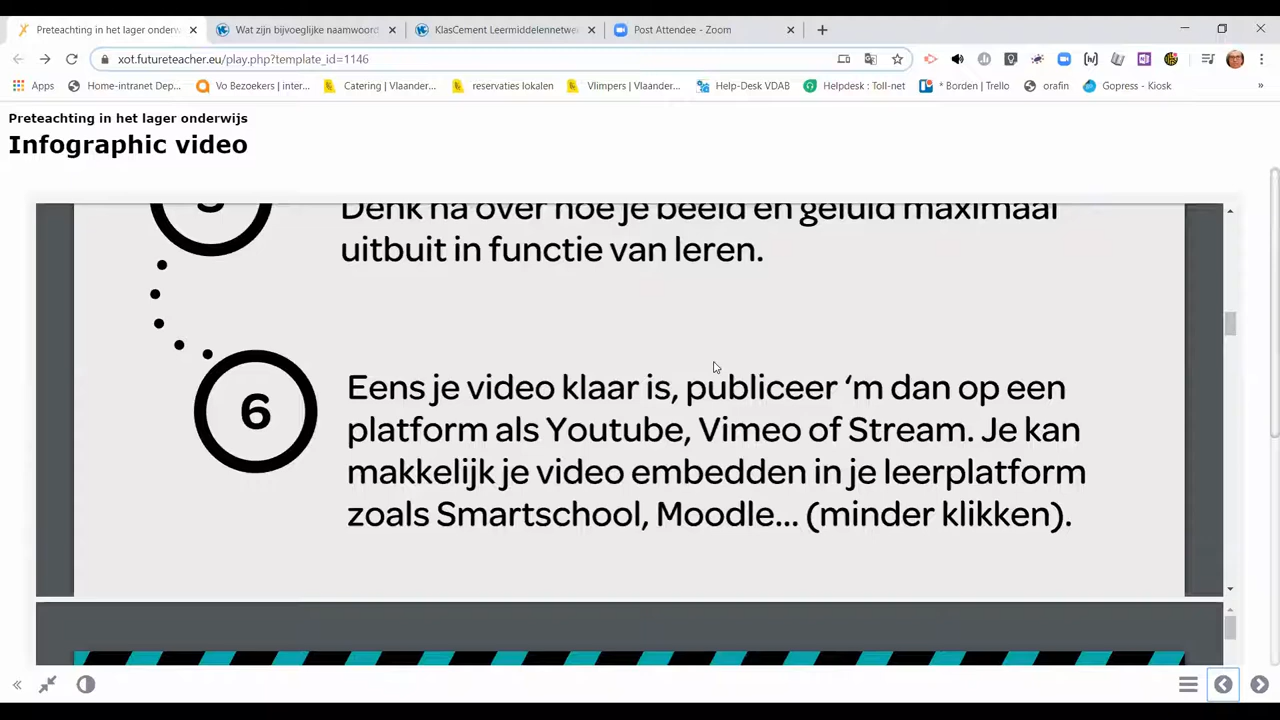 Preteaching in het lager onderw
Wat zijn bijvoeglijke naamwoord
KlasCement Leermiddelennetwe
Post Attendee - Zoom
xot.futureteacher.eu/play.php?template_id=1146
Apps
Home-intranet Dep...
Vo Bezoekers | inter...
Catering | Vlaander...
reservaties lokalen
Vlimpers | Vlaander...
Help-Desk VDAB
Helpdesk : Toll-net
* Borden | Trello
orafin
Gopress - Kiosk
»
Preteachting in het lager onderwijs
Infographic video
Denk na over hoe je beeld en geluid maximaal
uitbuit in functie van leren.
6
Eens je video klaar is, publiceer ‘m dan op een
platform als Youtube, Vimeo of Stream. Je kan
makkelijk je video embedden in je leerplatform
zoals Smartschool, Moodle... (minder klikken).